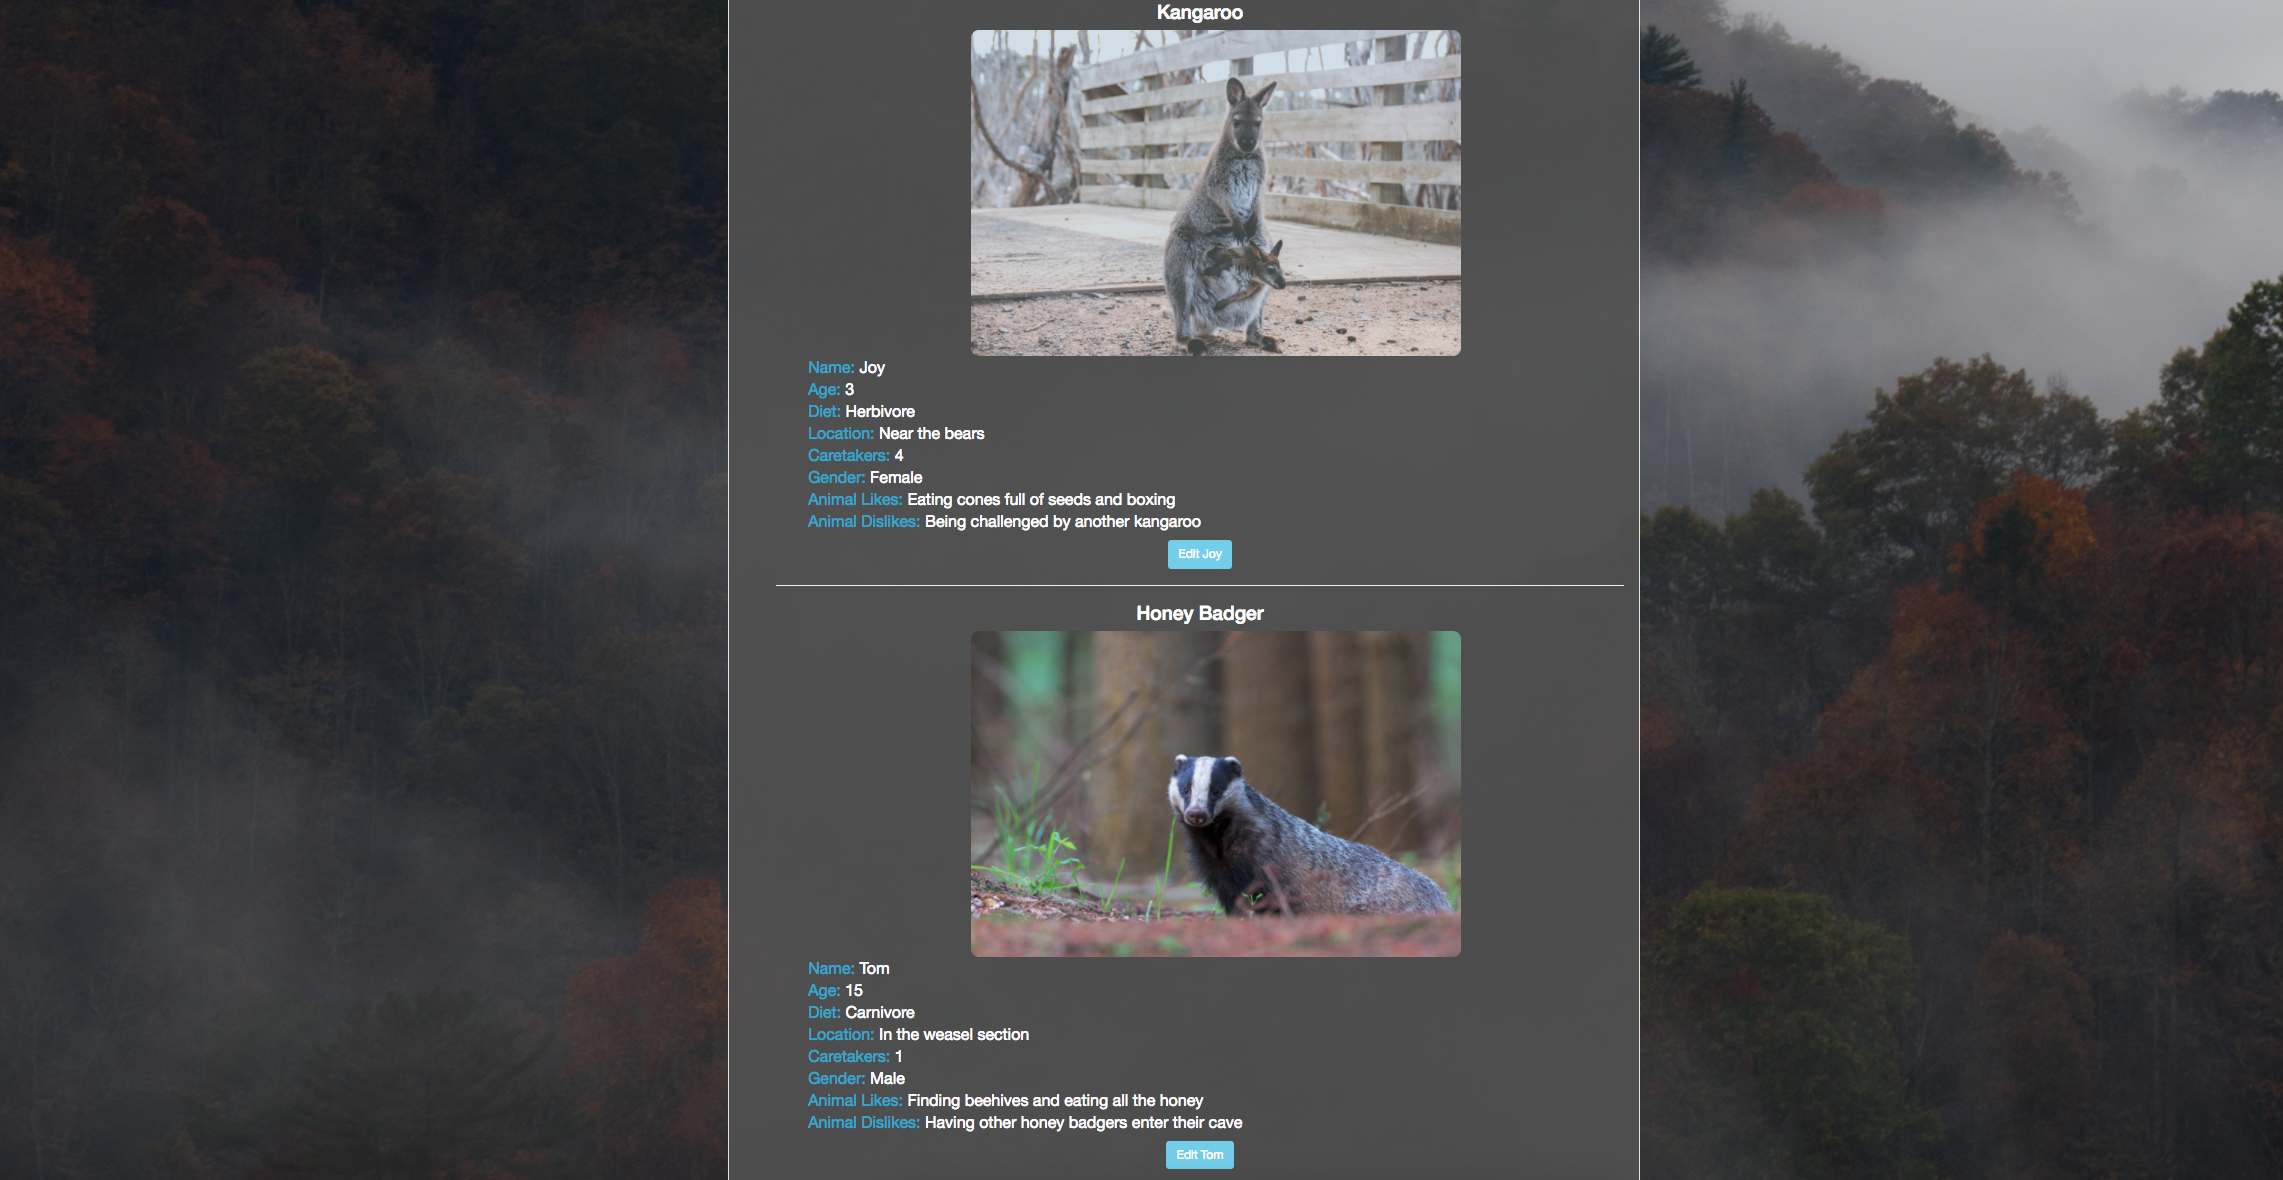 Kangaroo
Name: Joy
Age: 3
Diet: Herbivore
Location: Near the bears
Caretakers: 4
Gender: Female
Animal Likes: Eating cones full of seeds and boxing
Animal Dislikes: Being challenged by another kangaroo
Edit Joy
Honey Badger
Name: Tom
Age: 15
Diet: Carnivore
Location: In the weasel section
Caretakers: 1
Gender: Male
Animal Likes: Finding beehives and eating all the honey
Animal Dislikes: Having other honey badgers enter their cave
Edit Tom